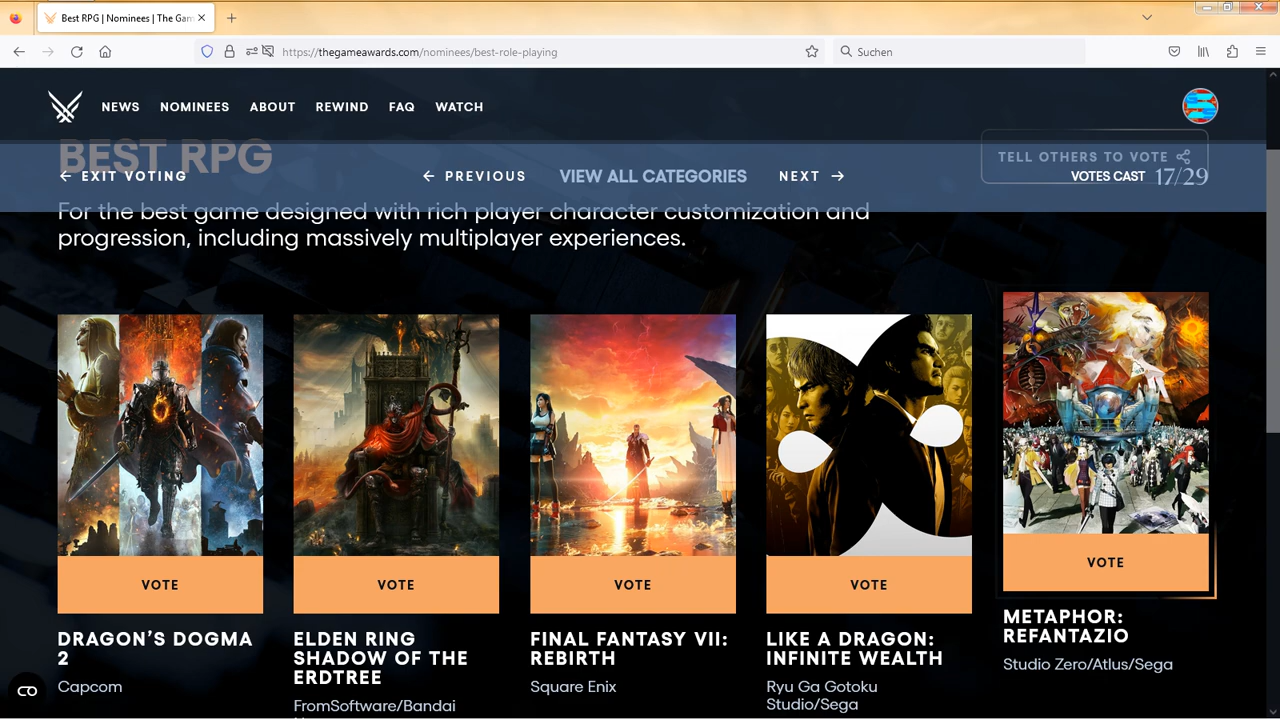 Best RPG | Nominees | The Gam
https://thegameawards.com/nominees/best-role-playing
Suchen
NEWS NOMINEES ABOUT REWIND FAQ WATCH
BEST RPG
TELL OTHERS TO VOTE
EXIT VOTING
PREVIOUS
VIEW ALL CATEGORIES
NEXT
VOTES CAST 17/29
For the best game designed with rich player character customization and
progression, including massively multiplayer experiences.
VOTE
DRAGON'S DOGMA
2
Capcom
VOTE
ELDEN RING
SHADOW OF THE
ERDTREE
FromSoftware/Bandai
VOTE
FINAL FANTASY VII:
REBIRTH
Square Enix
VOTE
LIKE A DRAGON:
INFINITE WEALTH
Ryu Ga Gotoku
Studio/Sega
VOTE
METAPHOR:
REFANTAZIO
Studio Zero/Atlus/Sega